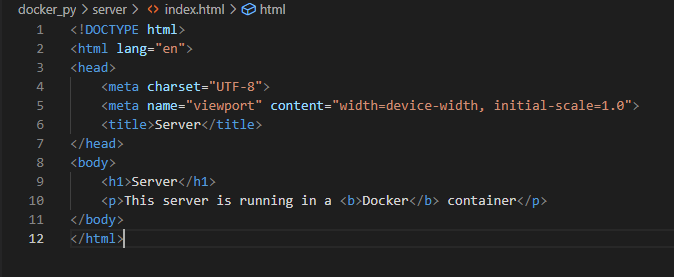 docker_py > server > <> index.html > html
1 <!DOCTYPE html>
2 <html lang="en">
3 <head>
4     <meta charset="UTF-8">
5     <meta name="viewport" content="width=device-width, initial-scale=1.0">
6     <title>Server</title>
7 </head>
8 <body>
9     <h1>Server</h1>
10     <p>This server is running in a <b>Docker</b> container</p>
11 </body>
12 </html>